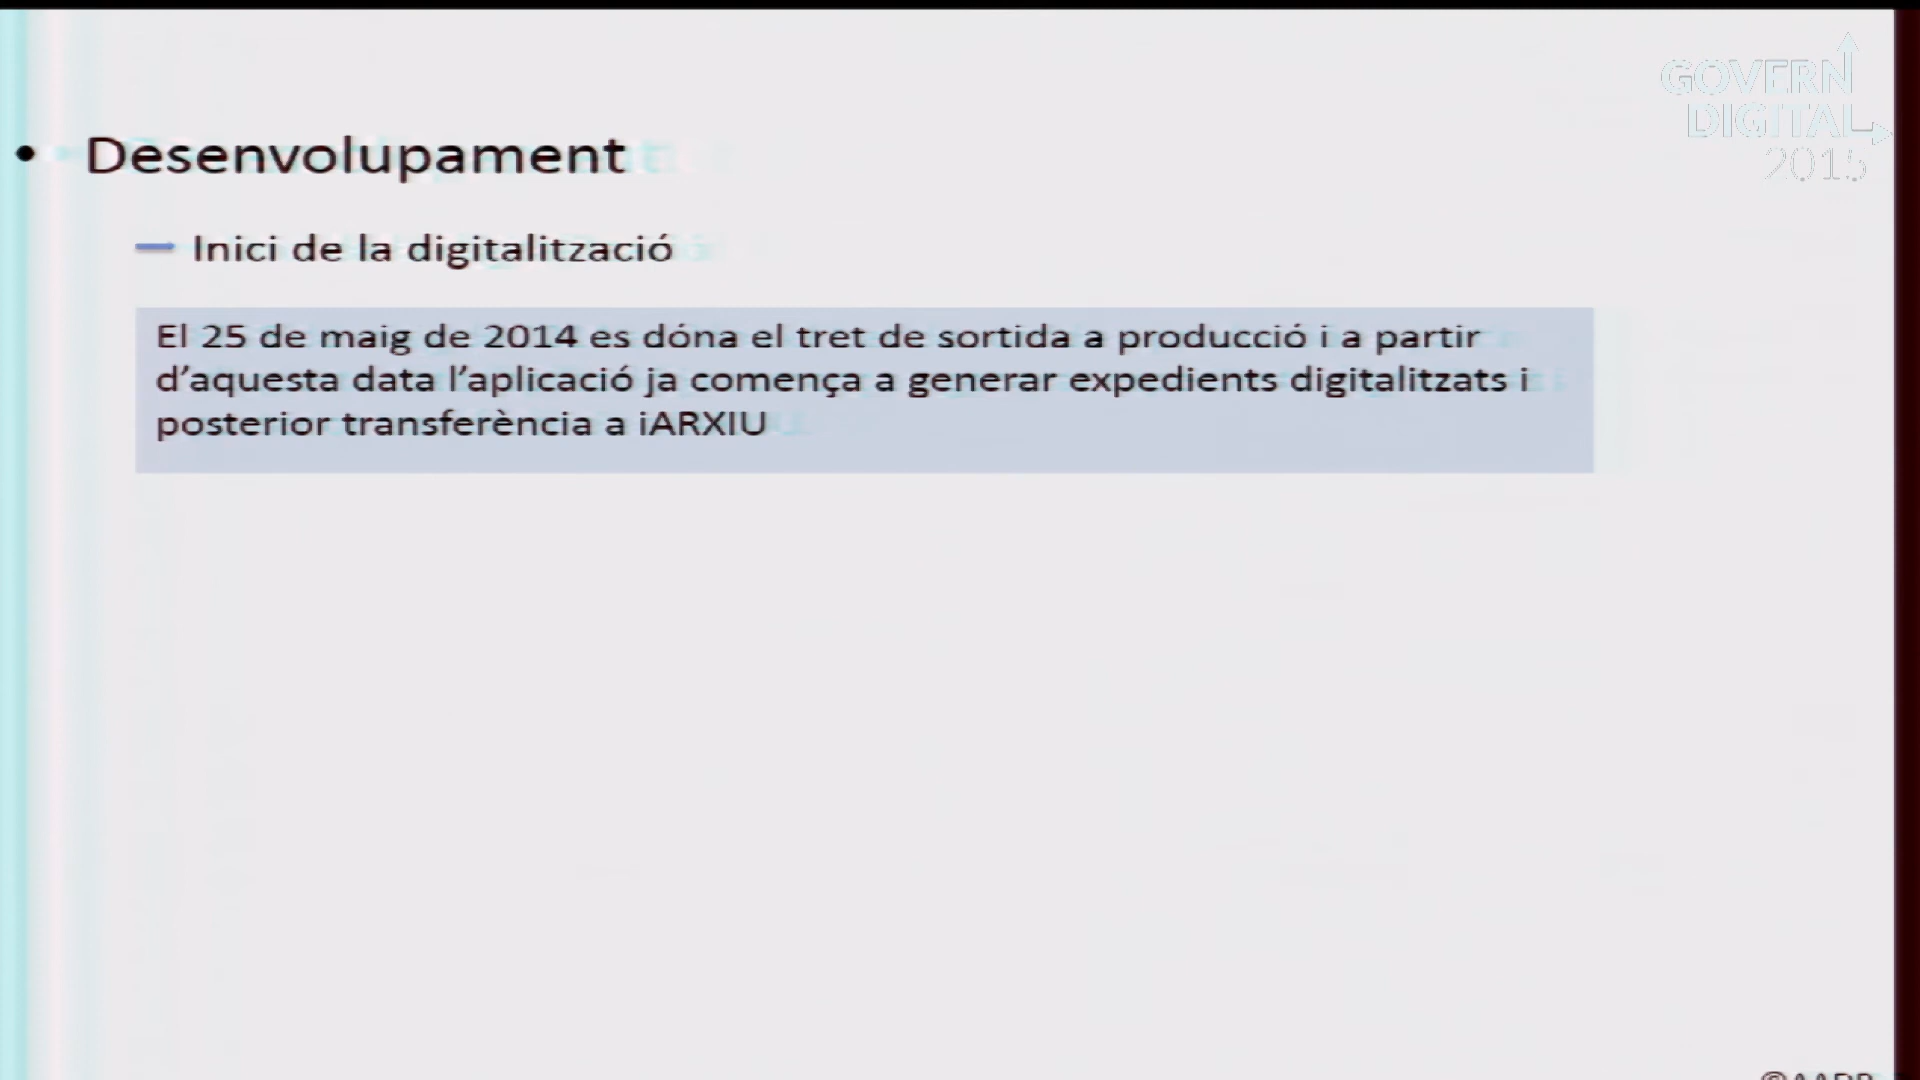 GOVERN
DIGITAL
2015
• Desenvolupament
— Inici de la digitalització
El 25 de maig de 2014 es dóna el tret de sortida a producció i a partir
d’aquesta data l’aplicació ja comença a generar expedients digitalitzats i
posterior transferència a iARXIU